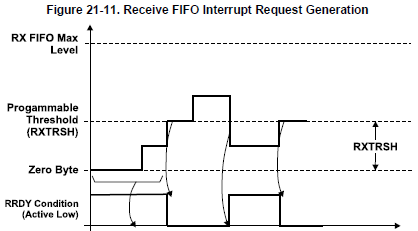 Figure 21-11. Receive FIFO Interrupt Request Generation
RX FIFO Max
Level
Progammable
Threshold
(RXTRSH)
RXTRSH
Zero Byte
RRDY Condition
(Active Low)